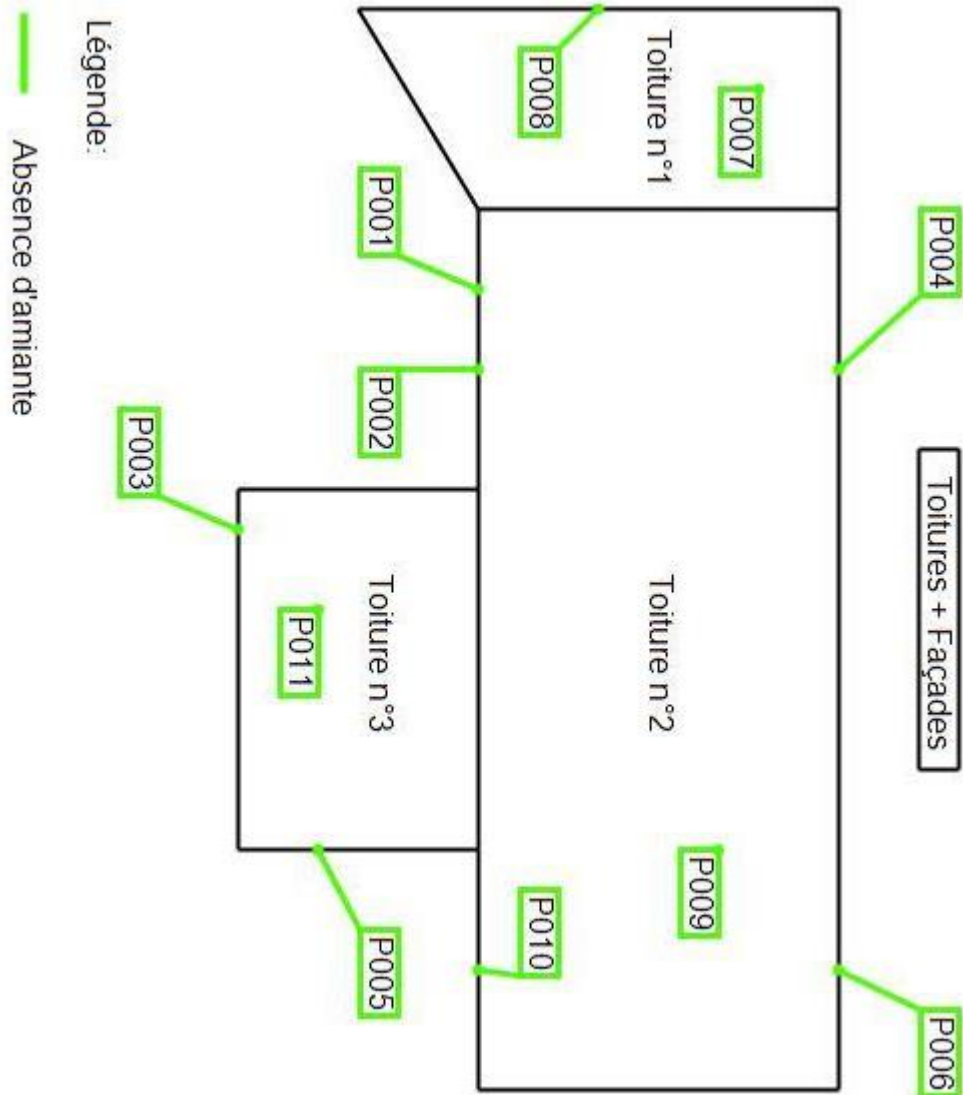 Toitures + Façades
P004
P006
P007
P009
Toiture n°1
Toiture n°2
P008
P010
P001
P002
Toiture n°3
P005
P011
P003
Légende:
Absence d'amiante